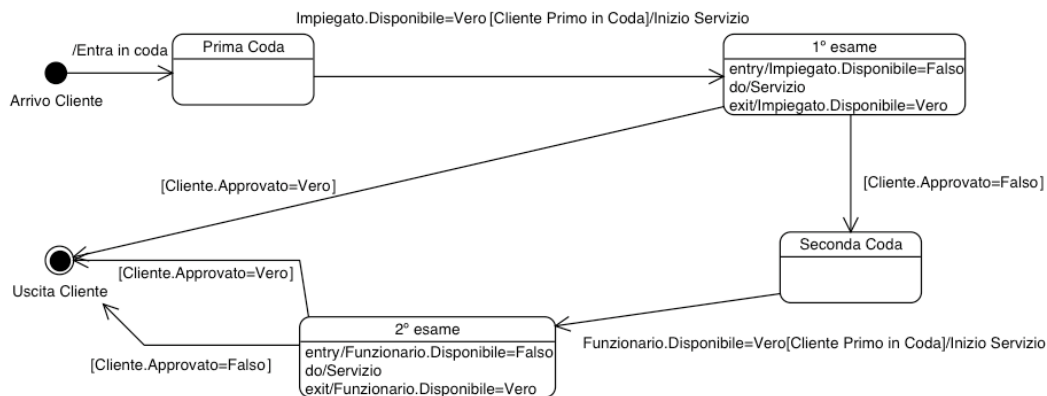 Impiegato.Disponibile=Vero [Cliente Primo in Coda]/Inizio Servizio
/Entra in coda
Prima Coda
1º esame
entry/Impiegato.Disponibile=Falso
do/Servizio
exit/Impiegato.Disponibile=Vero
Arrivo Cliente
[Cliente.Approvato=Vero]
[Cliente.Approvato=Falso]
Seconda Coda
[Cliente.Approvato=Vero]
Uscita Cliente
2º esame
entry/Funzionario.Disponibile=Falso
do/Servizio
exit/Funzionario.Disponibile=Vero
Funzionario.Disponibile=Vero[Cliente Primo in Coda]/Inizio Servizio
[Cliente.Approvato=Falso]